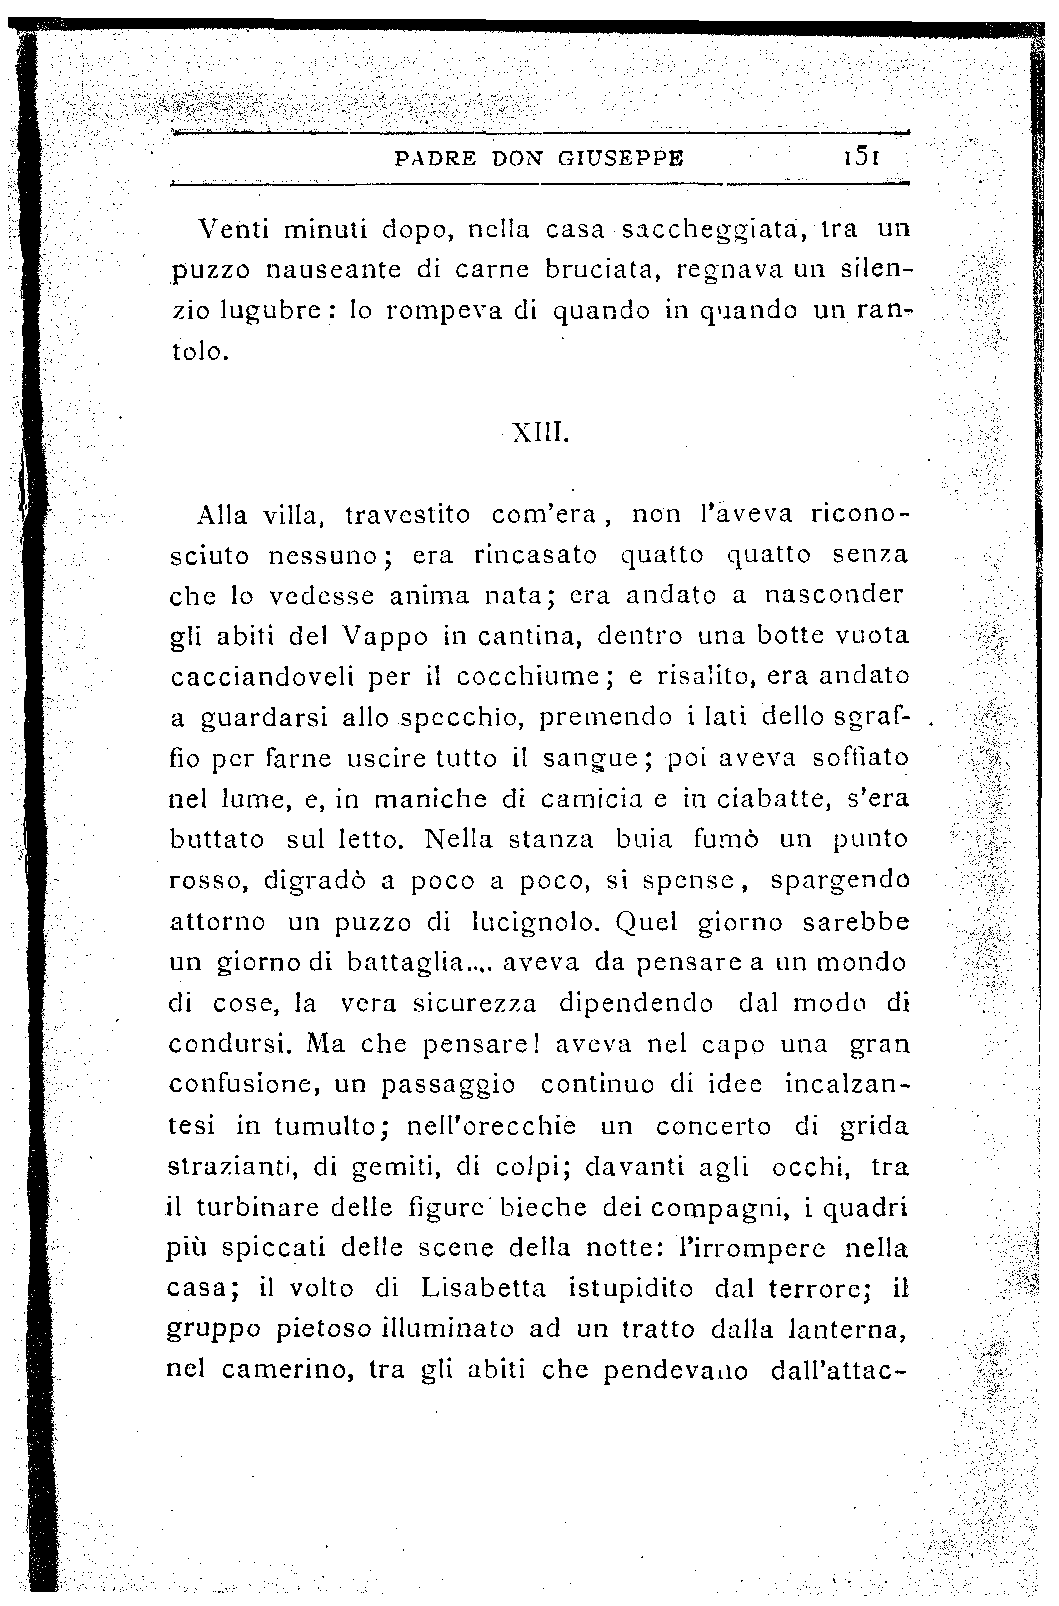 PADRE DON GIUSEPPE 151
Venti minuti dopo, nella casa saccheggiata, tra un
puzzo nauseante di carne bruciata, regnava un silen-
zio lugubre: lo rompeva di quando in quando un ran-
tolo.
XIII.
Alla villa, travestito com'era, non l'aveva ricono-
sciuto nessuno; era rincasato quatto quatto senza
che lo vedesse anima nata; era andato a nasconder
gli abiti del Vappo in cantina, dentro una botte vuota
cacciandoveli per il cocchiume; e risalito, era andato
a guardarsi allo specchio, premendo i lati dello sgraf-
fio per farne uscire tutto il sangue; poi aveva soffiato
nel lume, e, in maniche di camicia e in ciabatte, s'era
buttato sul letto. Nella stanza buia fumò un punto
rosso, digradò a poco a poco, si spense, spargendo
attorno un puzzo di lucignolo. Quel giorno sarebbe
un giorno di battaglia.... aveva da pensare a un mondo
di cose, la vera sicurezza dipendendo dal modo di
condursi. Ma che pensare! aveva nel capo una gran
confusione, un passaggio continuo di idee incalzan-
tesi in tumulto; nell'orecchie un concerto di grida
strazianti, di gemiti, di colpi; davanti agli occhi, tra
il turbinare delle figure bieche dei compagni, i quadri
più spiccati delle scene della notte: l'irrompere nella
casa; il volto di Lisabetta istupidito dal terrore; il
gruppo pietoso illuminato ad un tratto dalla lanterna,
nel camerino, tra gli abiti che pendevano dall'attac-